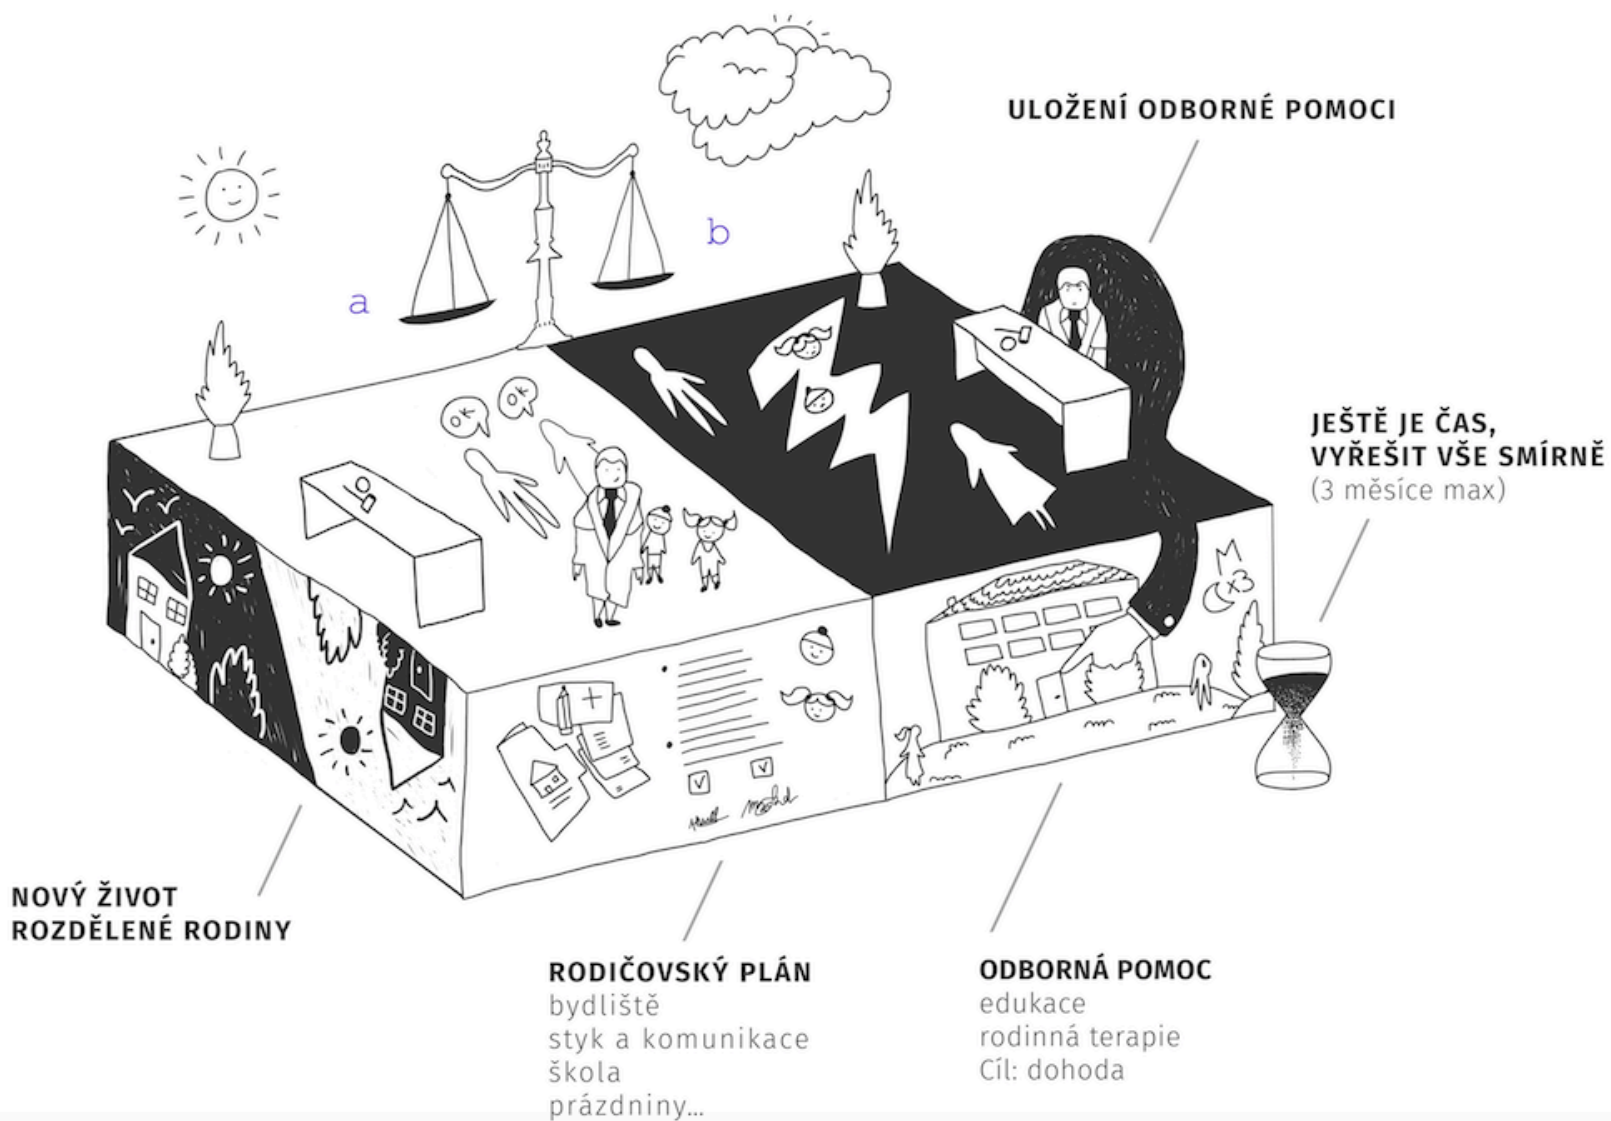 ULOŽENÍ ODBORNÉ POMOCI
b
a
OK
OK
JEŠTĚ JE ČAS,
VYŘEŠIT VŠE SMÍRNĚ
(3 měsíce max)
NOVÝ ŽIVOT
ROZDĚLENÉ RODINY
RODIČOVSKÝ PLÁN
bydliště
styk a komunikace
škola
prázdniny...
ODBORNÁ POMOC
edukace
rodinná terapie
Cíl: dohoda